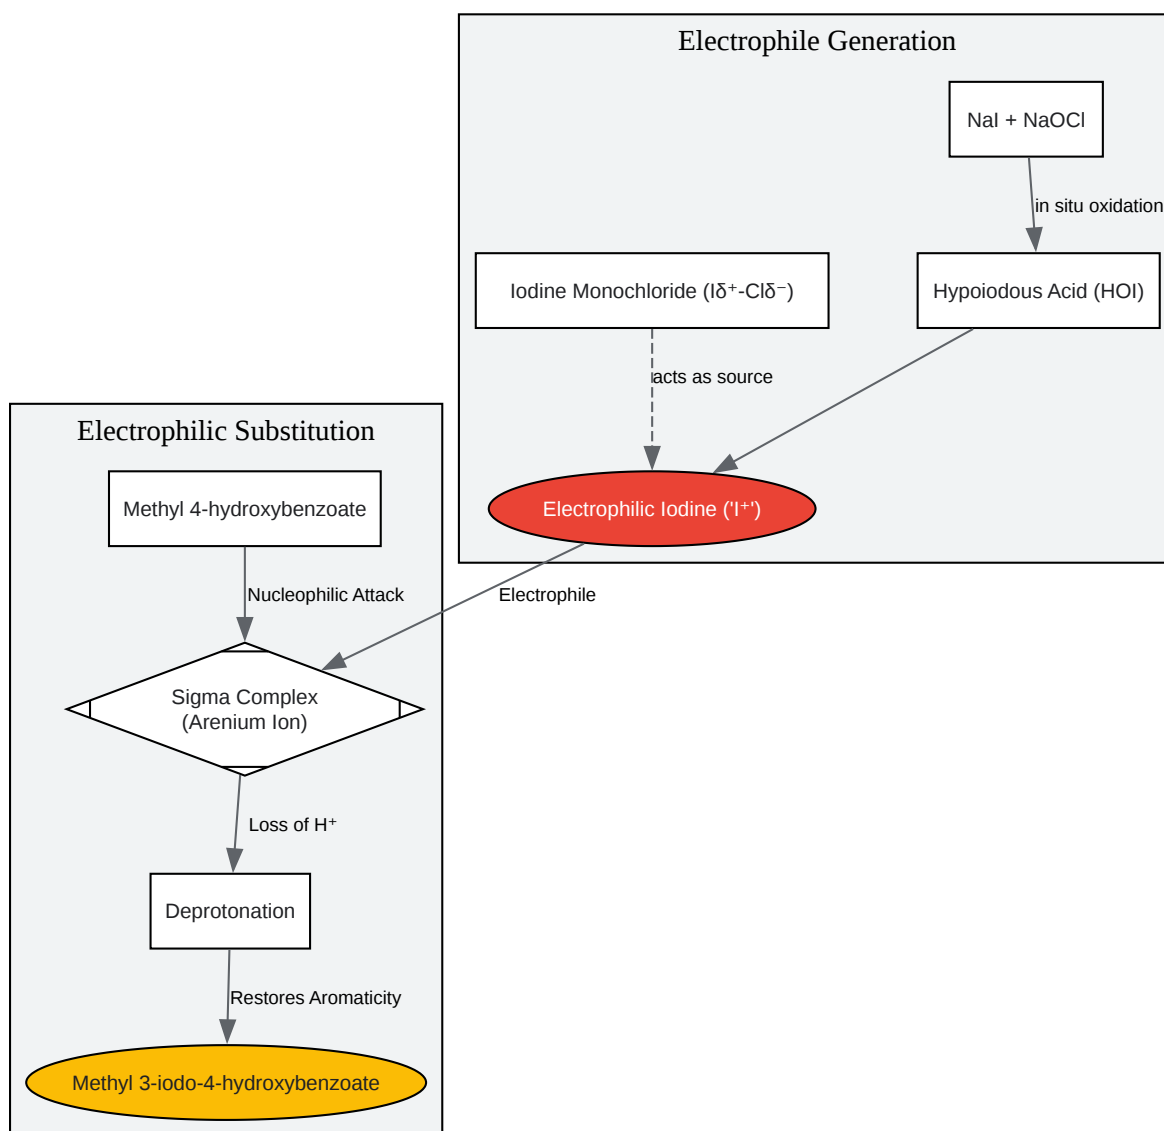 Electrophile Generation
NaI + NaOCl
in situ oxidation
Iodine Monochloride (Iδ⁺-Clδ⁻)
Hypoiodous Acid (HOI)
acts as source
Electrophilic Iodine ('I⁺')
Electrophile
Electrophilic Substitution
Methyl 4-hydroxybenzoate
Nucleophilic Attack
Sigma Complex
(Arenium Ion)
Loss of H⁺
Deprotonation
Restores Aromaticity
Methyl 3-iodo-4-hydroxybenzoate